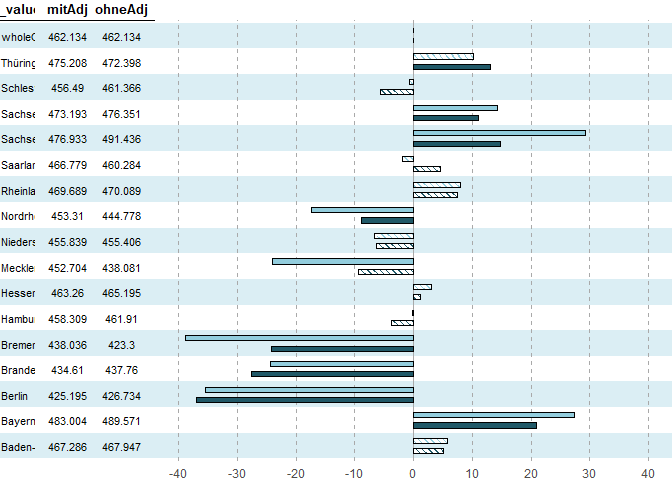 _value mitAdj ohneAdj
whole 462.134 462.134
Thüring 475.208 472.398
Schles 456.49 461.366
Sachse 473.193 476.351
Sachse 476.933 491.436
Saarlar 466.779 460.284
Rheinla 469.689 470.089
Nordrh 453.31 444.778
Nieders 455.839 455.406
Meckle 452.704 438.081
Hesser 463.26 465.195
Hambu 458.309 461.91
Bremer 438.036 423.3
Brande 434.61 437.76
Berlin 425.195 426.734
Bayern 483.004 489.571
Baden- 467.286 467.947
-40 -30 -20 -10 0 10 20 30 40